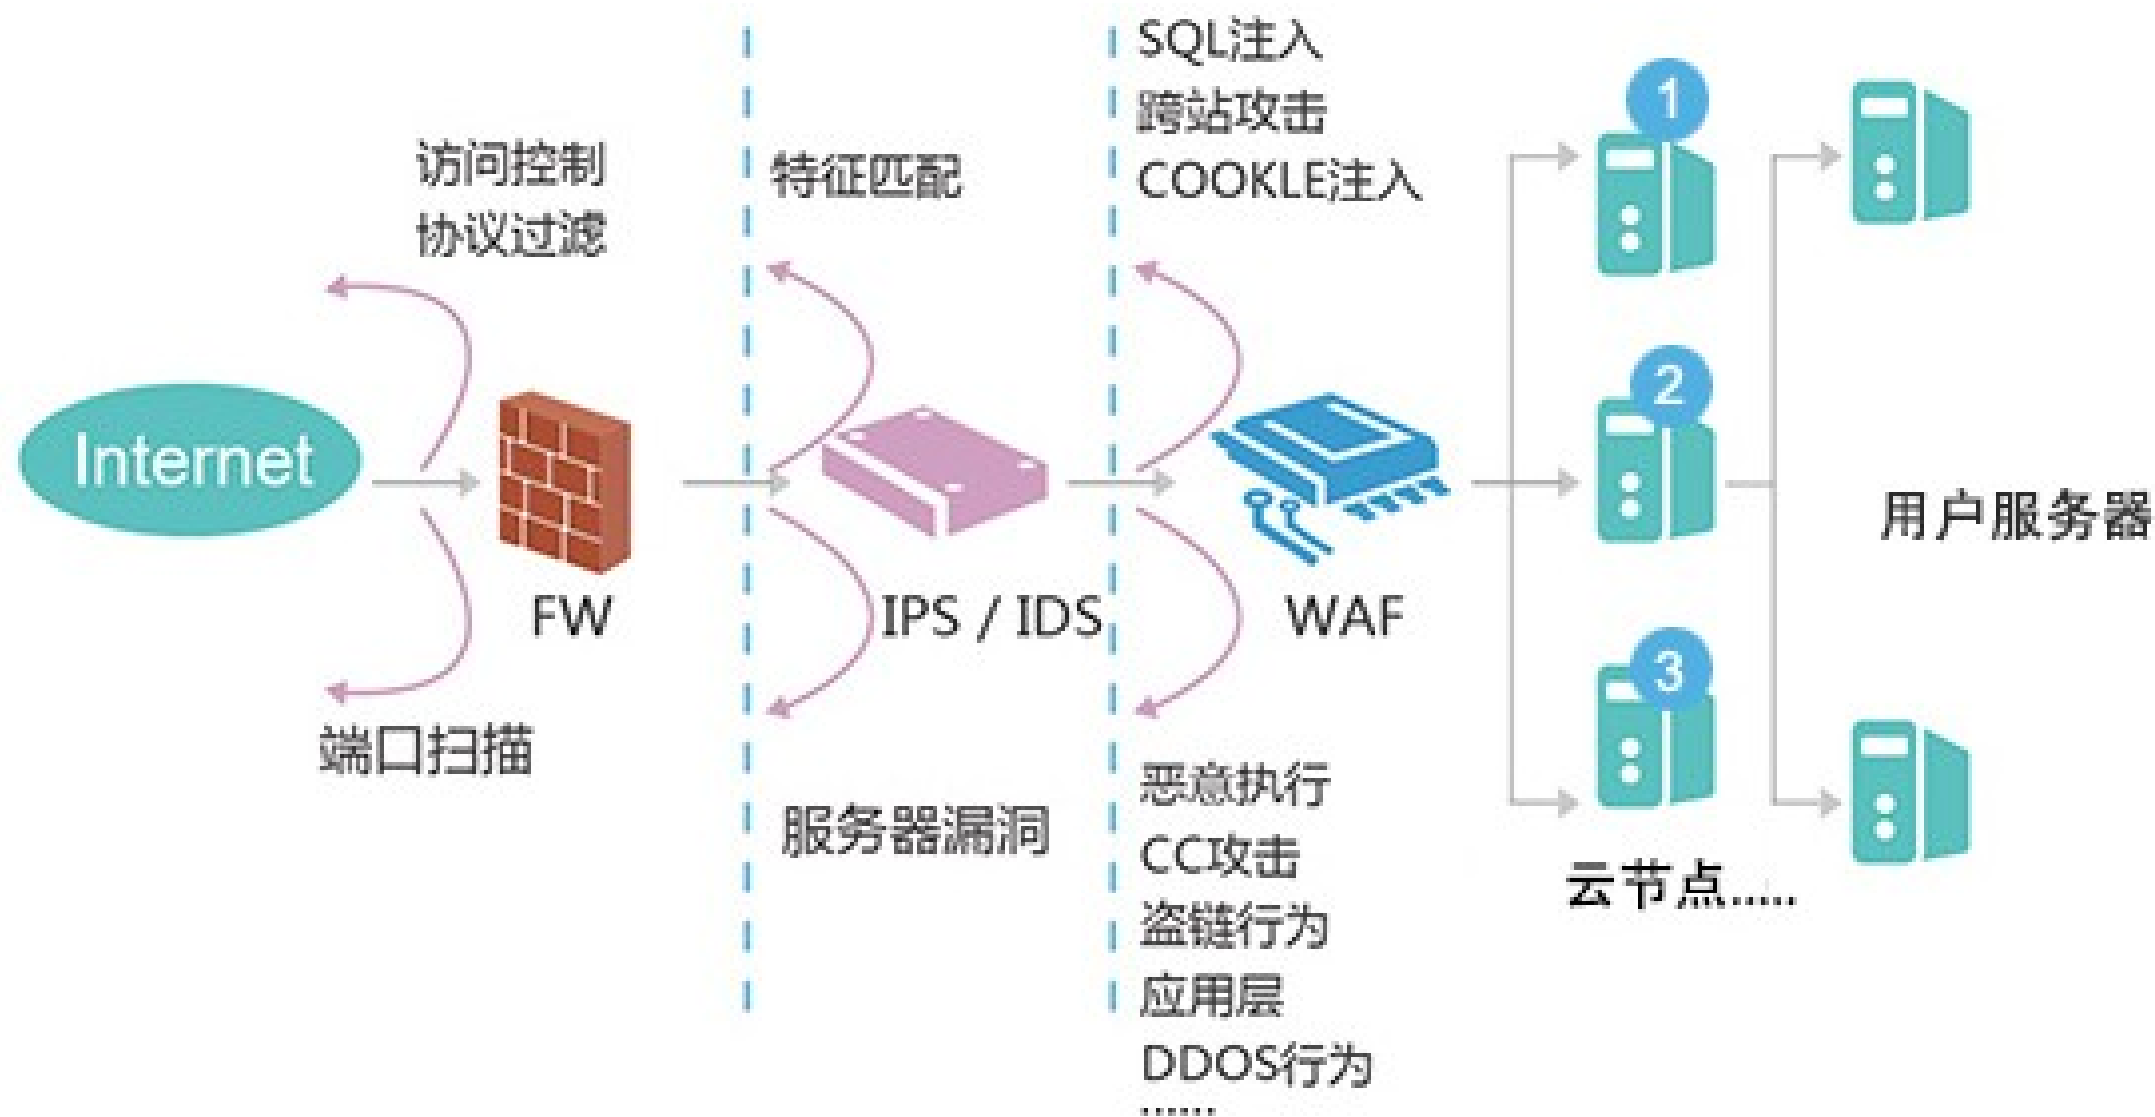 访问控制
协议过滤
Internet
FW
端口扫描
特征匹配
IPS / IDS
服务器漏洞
SQL注入
跨站攻击
COOKLE注入
WAF
恶意执行
CC攻击
盗链行为
应用层
DDOS行为
......
1
2
3
云节点.....
用户服务器